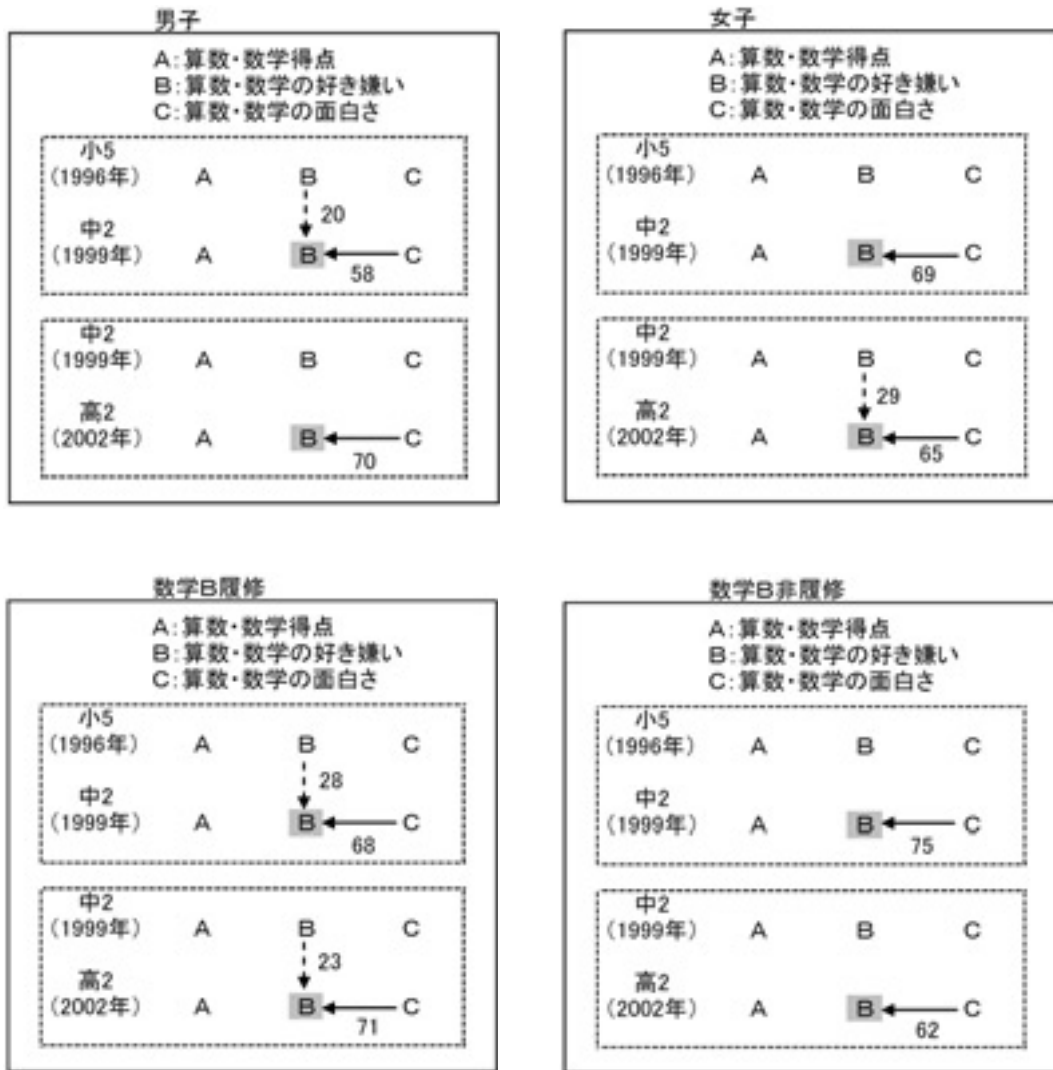 男子
A:算数・数学得点
B:算数・数学の好き嫌い
C:算数・数学の面白さ
小5
(1996年) A B C
20
中2
(1999年) A B C
58
中2
(1999年) A B C
高2
(2002年) A B C
70
女子
A:算数・数学得点
B:算数・数学の好き嫌い
C:算数・数学の面白さ
小5
(1996年) A B C
中2
(1999年) A B C
69
中2
(1999年) A B C
29
高2
(2002年) A B C
65
数学B履修
A:算数・数学得点
B:算数・数学の好き嫌い
C:算数・数学の面白さ
小5
(1996年) A B C
28
中2
(1999年) A B C
68
中2
(1999年) A B C
23
高2
(2002年) A B C
71
数学B非履修
A:算数・数学得点
B:算数・数学の好き嫌い
C:算数・数学の面白さ
小5
(1996年) A B C
中2
(1999年) A B C
75
中2
(1999年) A B C
高2
(2002年) A B C
62